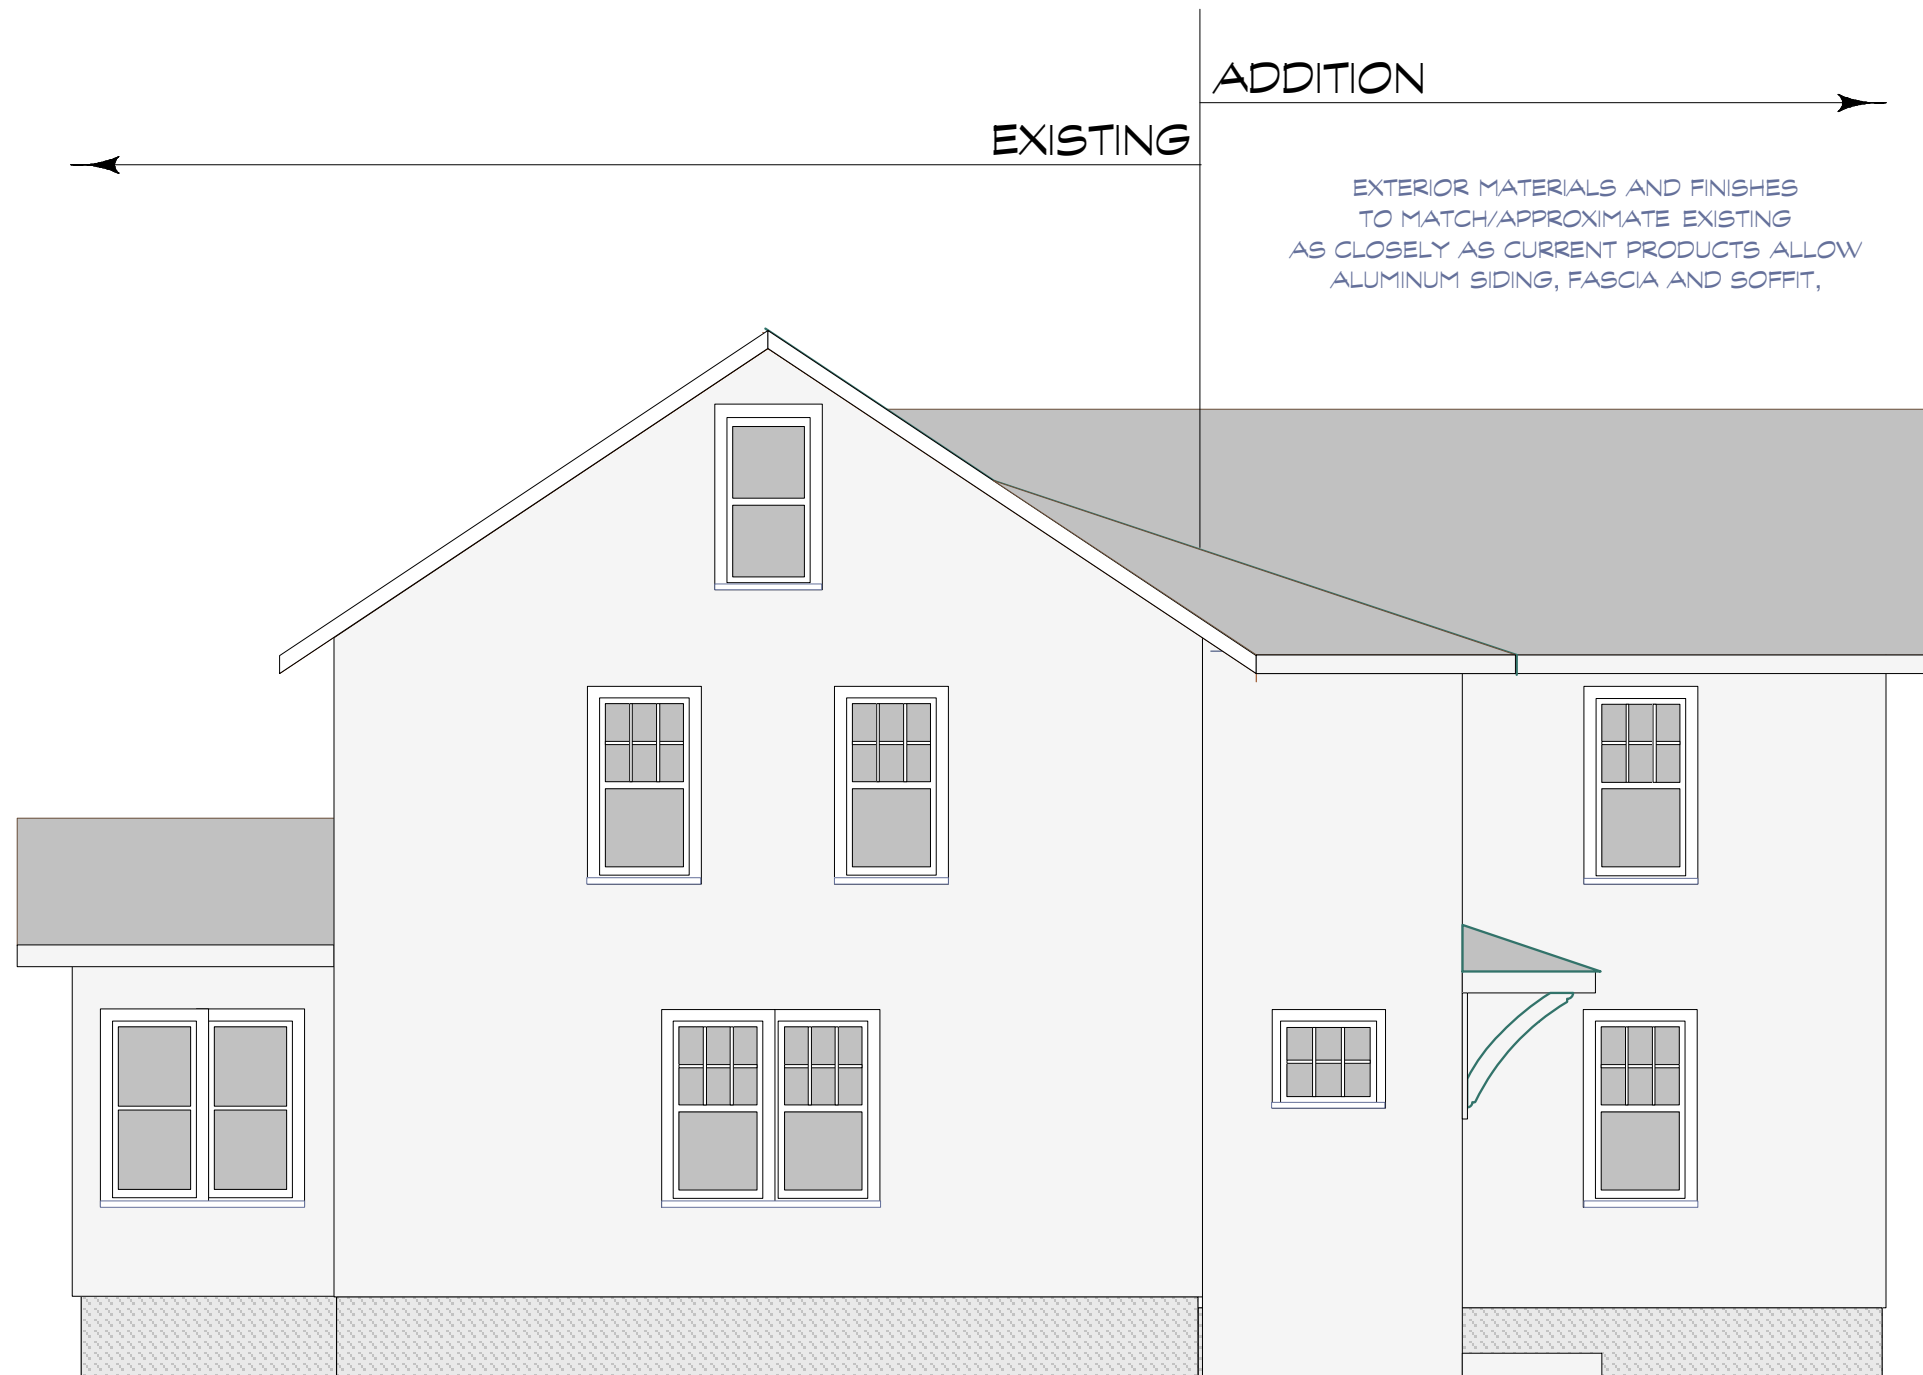 ADDITION
EXISTING
EXTERIOR MATERIALS AND FINISHES
TO MATCH/APPROXIMATE EXISTING
AS CLOSELY AS CURRENT PRODUCTS ALLOW
ALUMINUM SIDING, FASCIA AND SOFFIT,